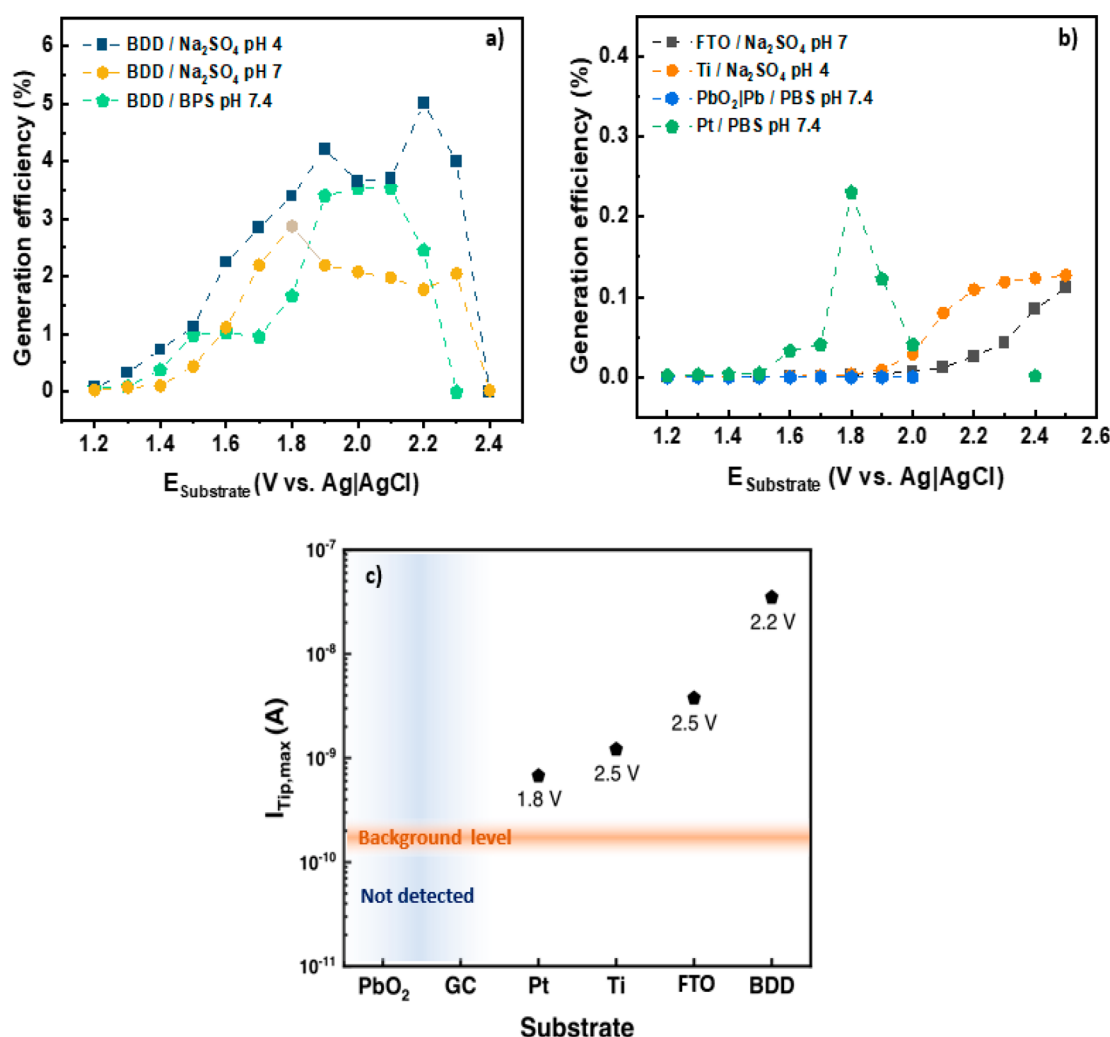 a)
BDD / Na₂SO₄ pH 4
BDD / Na₂SO₄ pH 7
BDD / BPS pH 7.4
Generation efficiency (%)
6
5
4
3
2
1
0
1.2 1.4 1.6 1.8 2.0 2.2 2.4
E_Substrate (V vs. Ag|AgCl)
b)
FTO / Na₂SO₄ pH 7
Ti / Na₂SO₄ pH 4
PbO₂|Pb / PBS pH 7.4
Pt / PBS pH 7.4
Generation efficiency (%)
0.4
0.3
0.2
0.1
0.0
1.2 1.4 1.6 1.8 2.0 2.2 2.4 2.6
E_Substrate (V vs. Ag|AgCl)
c)
I_Tip,max (A)
10⁻⁷
10⁻⁸
10⁻⁹
10⁻¹⁰
10⁻¹¹
2.2 V
2.5 V
2.5 V
1.8 V
Background level
Not detected
PbO₂ GC Pt Ti FTO BDD
Substrate